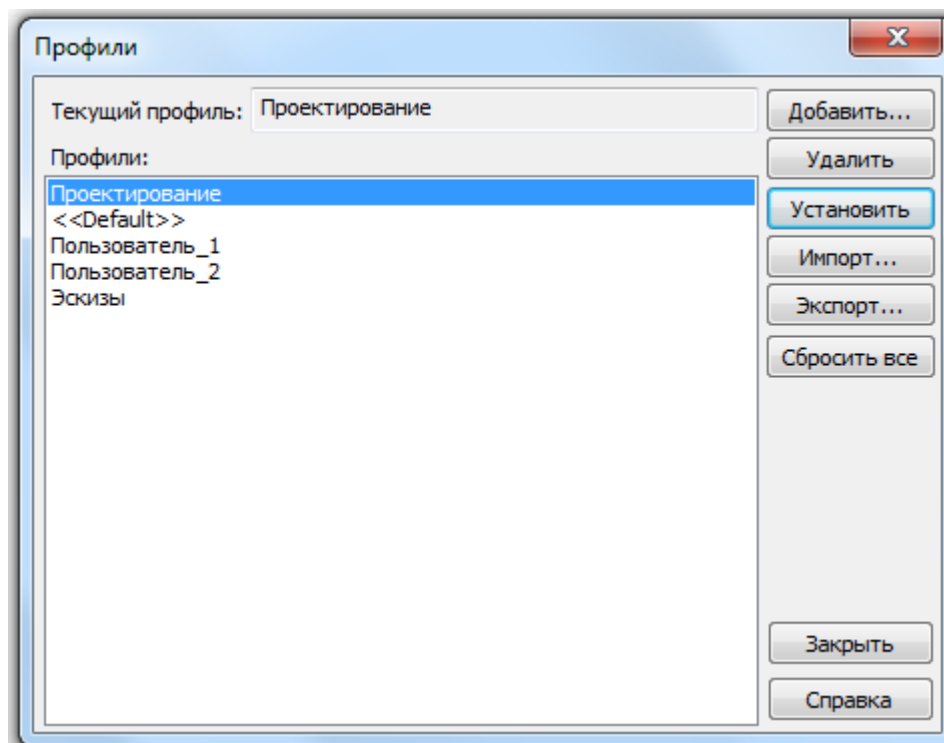 Профили
Текущий профиль: Проектирование
Добавить...
Профили:
Удалить
Проектирование
<<Default>>
Пользователь_1
Пользователь_2
Эскизы
Установить
Импорт...
Экспорт...
Сбросить все
Закрыть
Справка